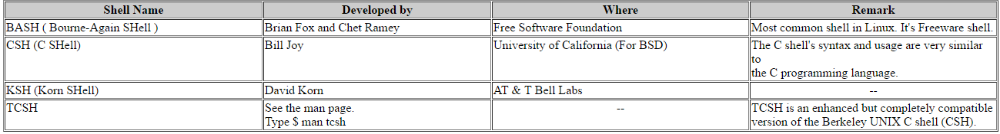 Shell Name Developed by Where Remark
BASH ( Bourne-Again SHell ) Brian Fox and Chet Ramey Free Software Foundation Most common shell in Linux. It's Freeware shell.
CSH (C SHell) Bill Joy University of California (For BSD) The C shell's syntax and usage are very similar
to
the C programming language.
KSH (Korn SHell) David Korn AT & T Bell Labs --
TCSH See the man page. -- TCSH is an enhanced but completely compatible
Type $ man tcsh version of the Berkeley UNIX C shell (CSH).